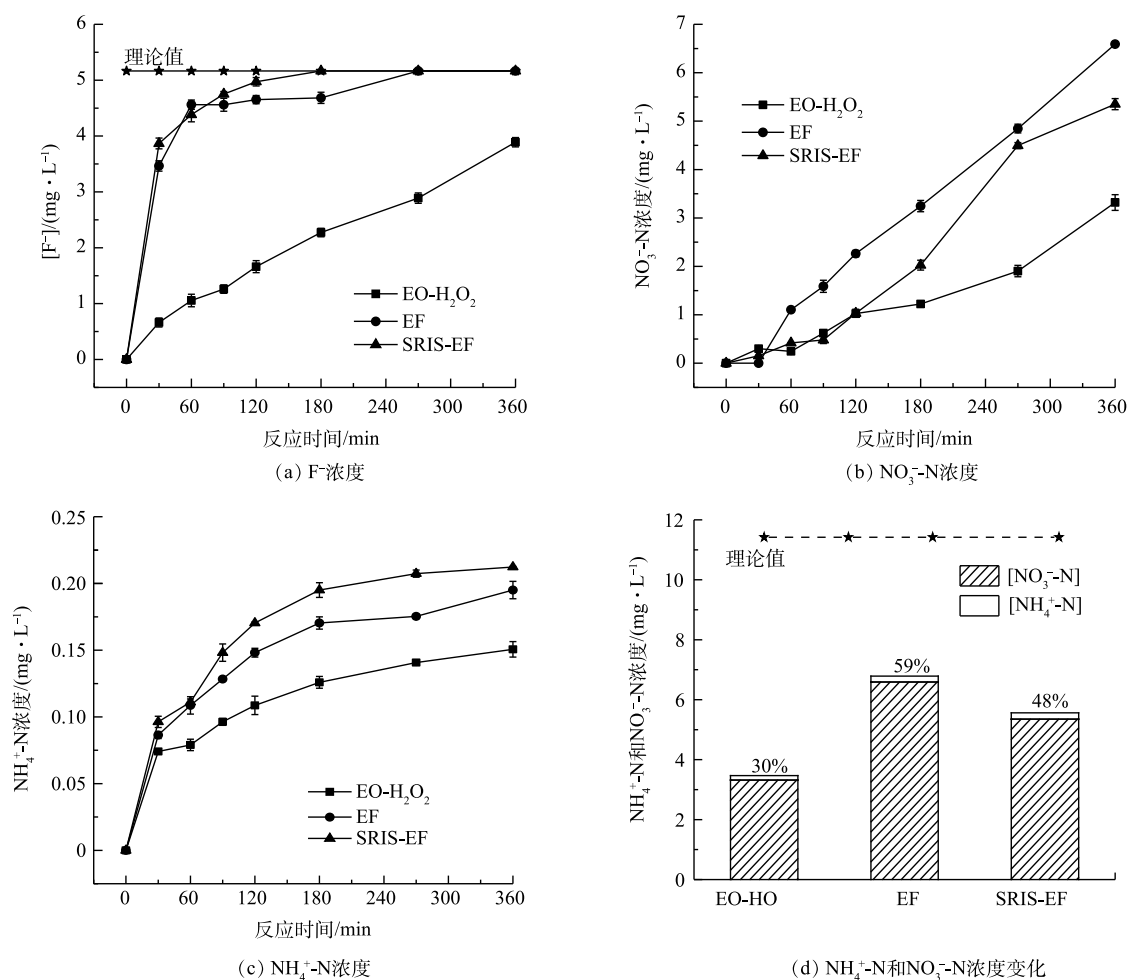 6
5
4
3
2
1
0
理论值
[F⁻]/(mg·L⁻¹)
EO-H₂O₂
EF
SRIS-EF
0 60 120 180 240 300 360
反应时间/min
(a) F⁻浓度
7
6
5
4
3
2
1
0
NO₃⁻-N浓度/(mg·L⁻¹)
EO-H₂O₂
EF
SRIS-EF
0 60 120 180 240 300 360
反应时间/min
(b) NO₃⁻-N浓度
0.25
0.20
0.15
0.10
0.05
0
NH₄⁺-N浓度/(mg·L⁻¹)
EO-H₂O₂
EF
SRIS-EF
0 60 120 180 240 300 360
反应时间/min
(c) NH₄⁺-N浓度
12
10
8
6
4
2
0
理论值
NH₄⁺-N和NO₃⁻-N浓度/(mg·L⁻¹)
[NO₃⁻-N]
[NH₄⁺-N]
30%
59%
48%
EO-HO EF SRIS-EF
(d) NH₄⁺-N和NO₃⁻-N浓度变化